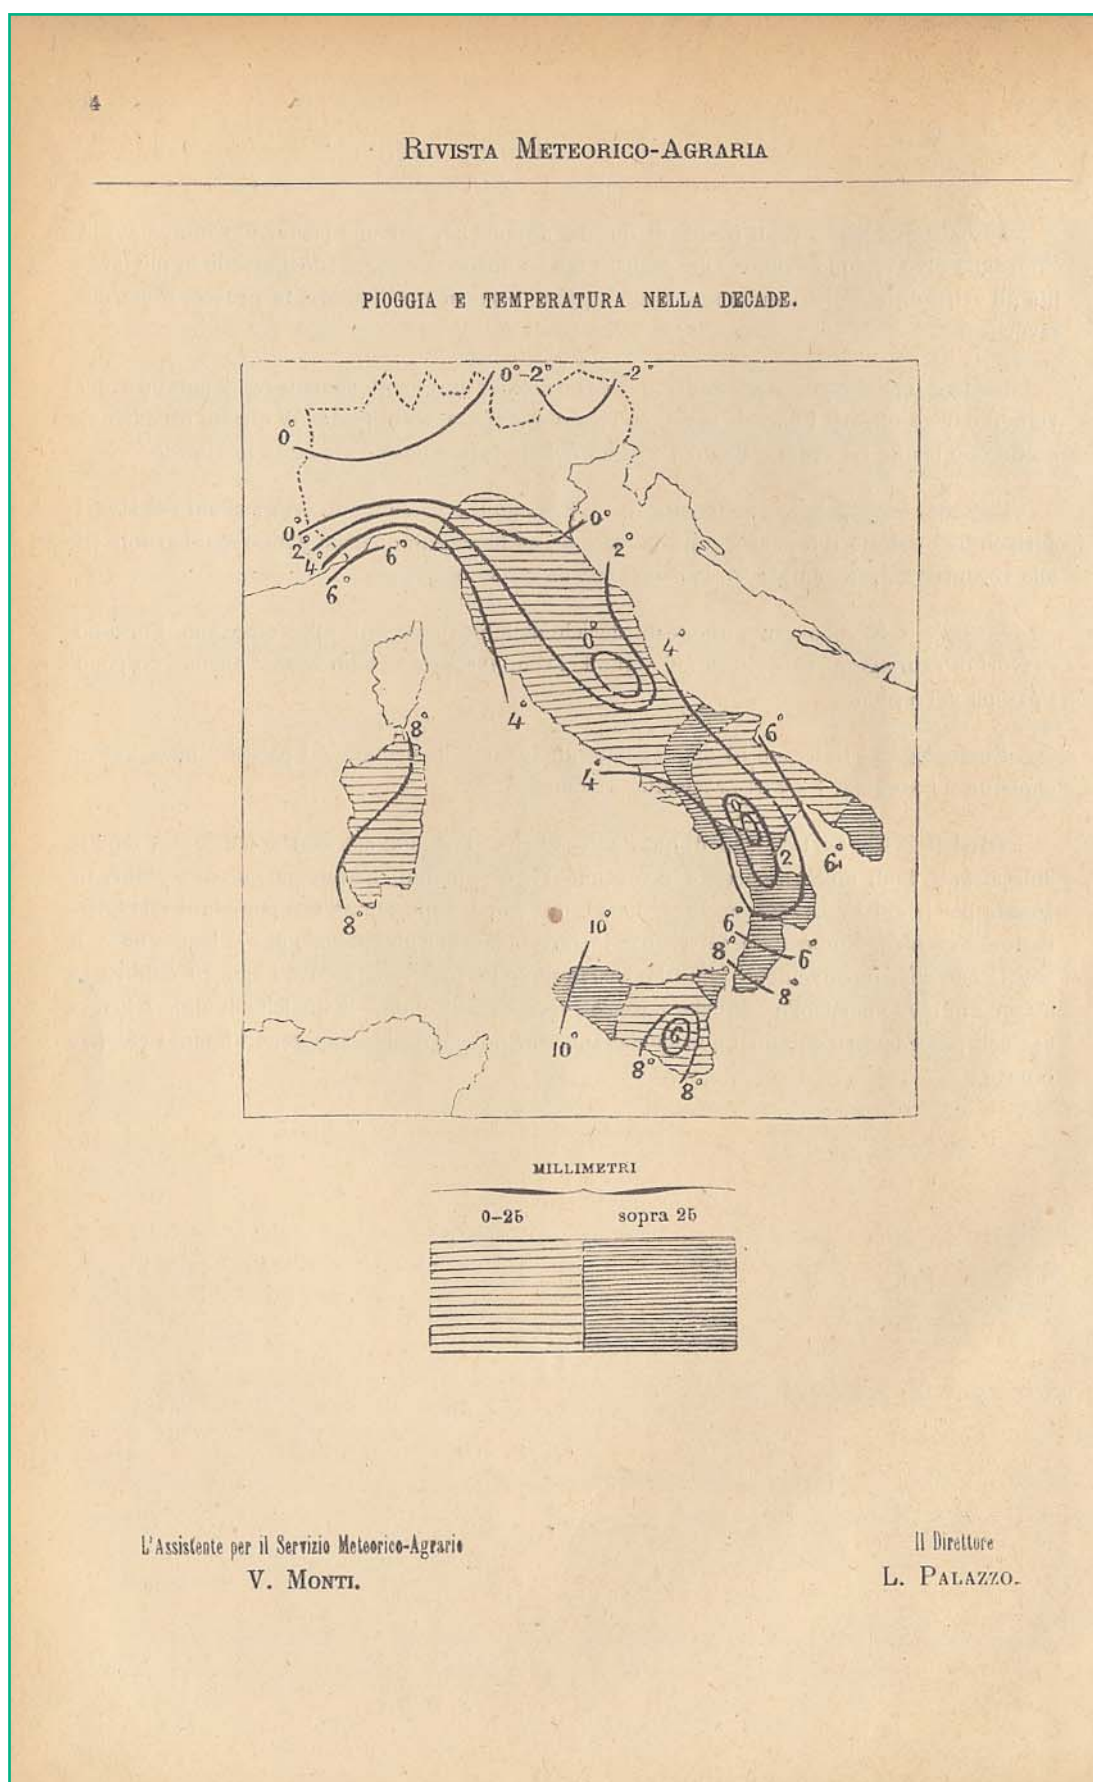 4
RIVISTA METEORICO-AGRARIA
PIOGGIA E TEMPERATURA NELLA DECADE.
0°-2° -2°
0°
0° 0°
2° 2°
4° 6°
6°
0° 4°
4°
8° 6°
4°
0
2 6°
8°
6°
10° 8° 6°
8°
6
10° 8°
8°
MILLIMETRI
0-25 sopra 25
L'Assistente per il Servizio Meteorico-Agrario
V. MONTI.
Il Direttore
L. PALAZZO.